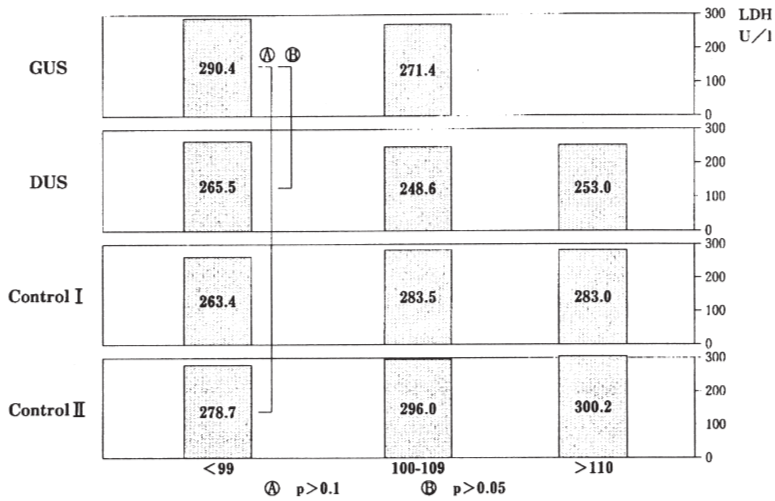 300 LDH
U/l
Ⓐ Ⓑ
200
GUS 290.4 271.4
100
0
300
200
DUS 265.5 248.6 253.0
100
0
300
200
Control Ⅰ 263.4 283.5 283.0
100
0
300
200
Control Ⅱ 278.7 296.0 300.2
100
0
<99 100-109 >110
Ⓐ p>0.1 Ⓑ p>0.05